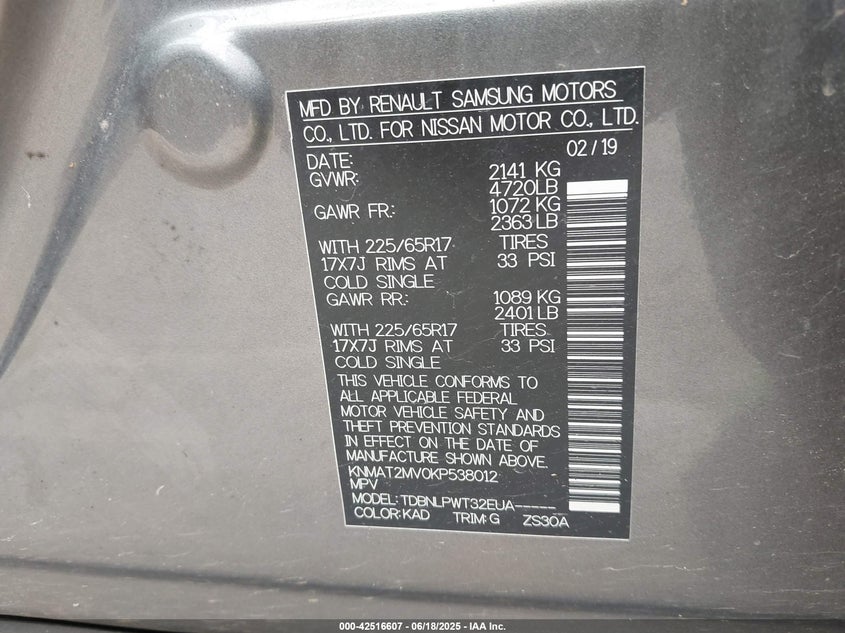 MFD BY RENAULT SAMSUNG MOTORS
CO., LTD. FOR NISSAN MOTOR CO., LTD.
DATE: 02/19
GVWR: 2141 KG
4720LB
GAWR FR.: 1072 KG
2363 LB
WITH 225/65R17 TIRES
17X7J RIMS AT 33 PSI
COLD SINGLE
GAWR RR.: 1089 KG
2401 LB
WITH 225/65R17 TIRES
17X7J RIMS AT 33 PSI
COLD SINGLE
THIS VEHICLE CONFORMS TO
ALL APPLICABLE FEDERAL
MOTOR VEHICLE SAFETY AND
THEFT PREVENTION STANDARDS
IN EFFECT ON THE DATE OF
MANUFACTURE SHOWN ABOVE.
KNMAT2MV0KP538012
MPV
MODEL: TDBNLPWT32EUA-----
COLOR: KAD TRIM: G ZS30A
000-42516607 - 06/18/2025 - IAA Inc.